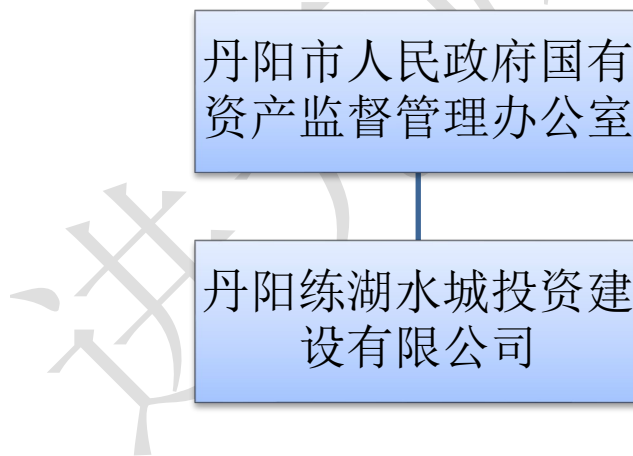 丹阳市人民政府国有
资产监督管理办公室
丹阳练湖水城投资建
设有限公司